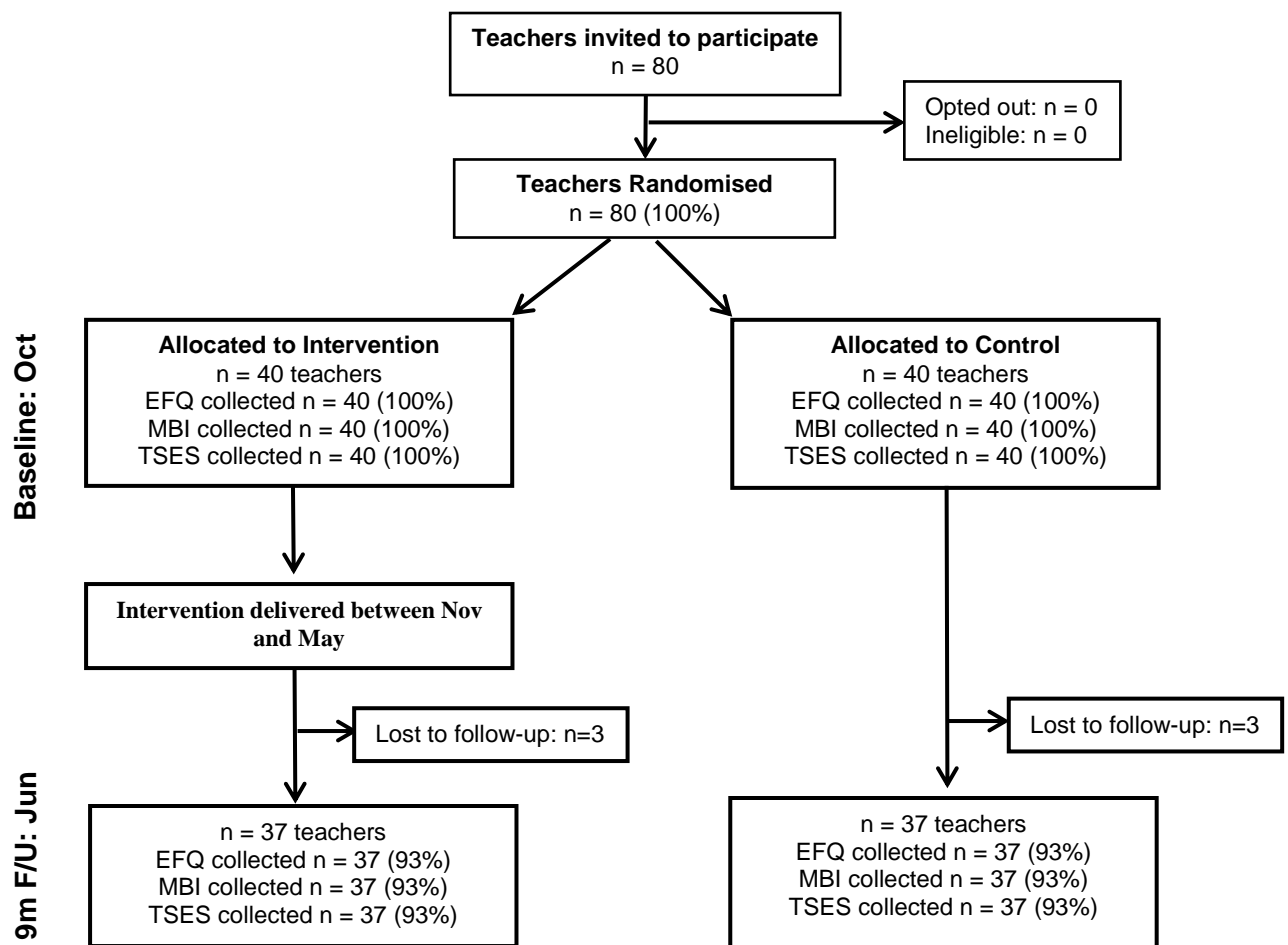 Teachers invited to participate
n = 80
Opted out: n = 0
Ineligible: n = 0
Teachers Randomised
n = 80 (100%)
Baseline: Oct
Allocated to Intervention
n = 40 teachers
EFQ collected n = 40 (100%)
MBI collected n = 40 (100%)
TSES collected n = 40 (100%)
Allocated to Control
n = 40 teachers
EFQ collected n = 40 (100%)
MBI collected n = 40 (100%)
TSES collected n = 40 (100%)
Intervention delivered between Nov
and May
Lost to follow-up: n=3
Lost to follow-up: n=3
9m F/U: Jun
n = 37 teachers
EFQ collected n = 37 (93%)
MBI collected n = 37 (93%)
TSES collected n = 37 (93%)
n = 37 teachers
EFQ collected n = 37 (93%)
MBI collected n = 37 (93%)
TSES collected n = 37 (93%)